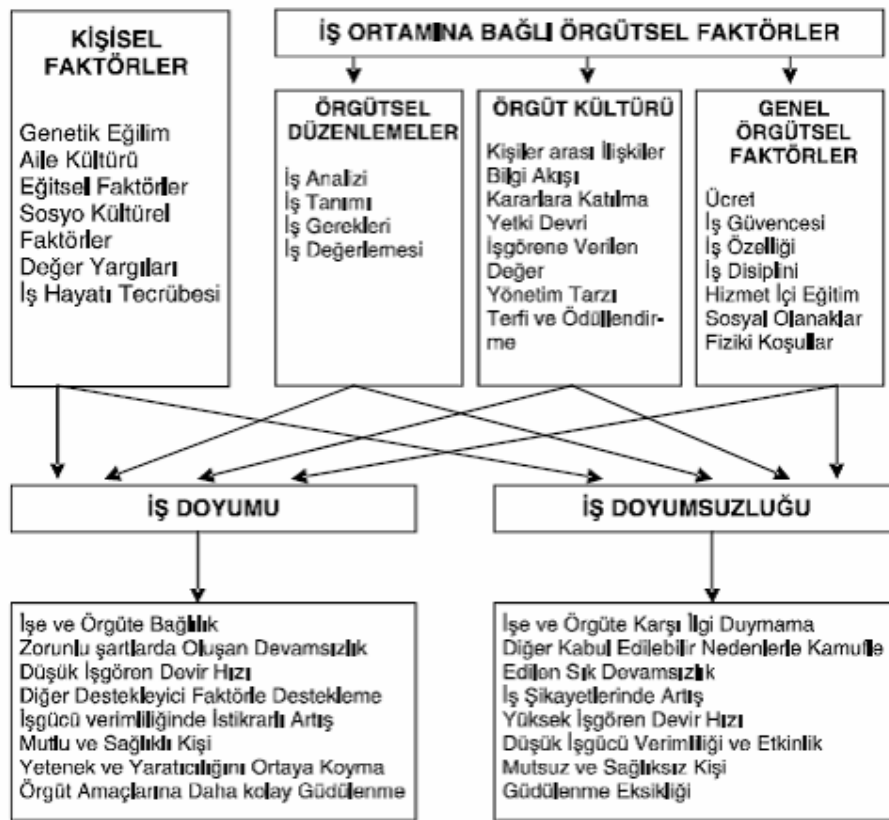 KİŞİSEL
FAKTÖRLER
Genetik Eğilim
Aile Kültürü
Eğitsel Faktörler
Sosyo Kültürel
Faktörler
Değer Yargıları
İş Hayatı Tecrübesi
İŞ ORTAMINA BAĞLI ÖRGÜTSEL FAKTÖRLER
ÖRGÜTSEL
DÜZENLEMELER
İş Analizi
İş Tanımı
İş Gerekleri
İş Değerlemesi
ÖRGÜT KÜLTÜRÜ
Kişiler arası İlişkiler
Bilgi Akışı
Kararlara Katılma
Yetki Devri
İşgörene Verilen
Değer
Yönetim Tarzı
Terfi ve Ödüllendir-
me
GENEL
ÖRGÜTSEL
FAKTÖRLER
Ücret
İş Güvencesi
İş Özelliği
İş Disiplini
Hizmet İçi Eğitim
Sosyal Olanaklar
Fiziki Koşullar
İŞ DOYUMU
İŞ DOYUMSUZLUĞU
İşe ve Örgüte Bağlılık
Zorunlu şartlarda Oluşan Devamsızlık
Düşük İşgören Devir Hızı
Diğer Destekleyici Faktörle Destekleme
İşgücü verimliliğinde İstikrarlı Artış
Mutlu ve Sağlıklı Kişi
Yetenek ve Yaratıcılığını Ortaya Koyma
Örgüt Amaçlarına Daha kolay Güdülenme
İşe ve Örgüte Karşı İlgi Duymama
Diğer Kabul Edilebilir Nedenlerle Kamufle
Edilen Sık Devamsızlık
İş Şikayetlerinde Artış
Yüksek İşgören Devir Hızı
Düşük İşgücü Verimliliği ve Etkinlik
Mutsuz ve Sağlıksız Kişi
Güdülenme Eksikliği